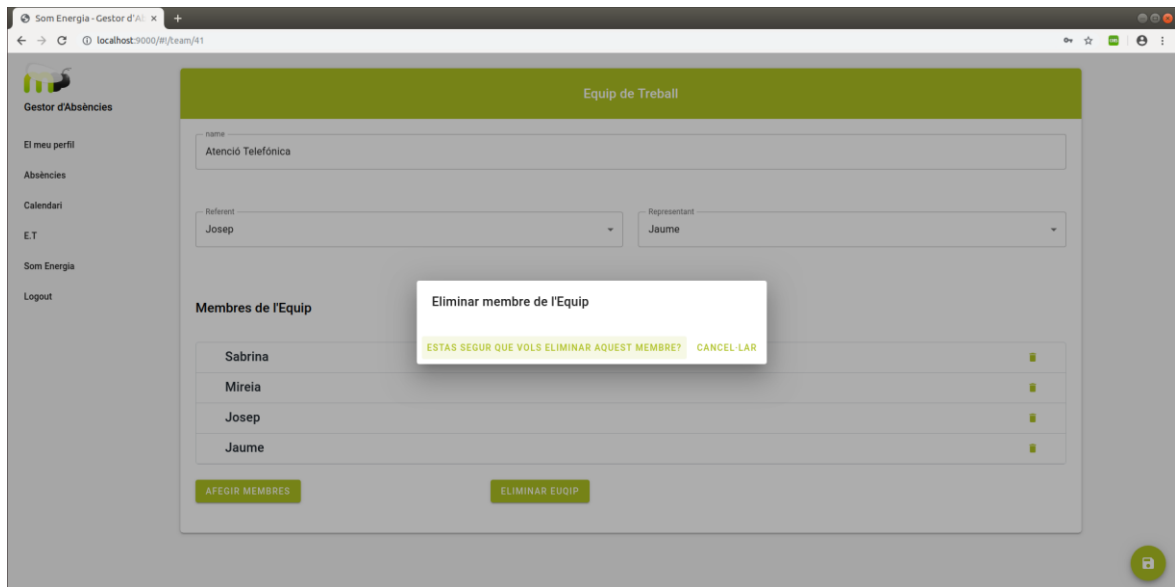 Som Energia - Gestor d'A
localhost:9000/#!/team/41
Gestor d'Absències
El meu perfil
Absències
Calendari
E.T
Som Energia
Logout
Equip de Treball
name
Atenció Telefónica
Referent
Josep
Representant
Jaume
Membres de l'Equip
Eliminar membre de l'Equip
ESTAS SEGUR QUE VOLS ELIMINAR AQUEST MEMBRE? CANCEL·LAR
Sabrina
Mireia
Josep
Jaume
AFEGIR MEMBRES
ELIMINAR EUQIP